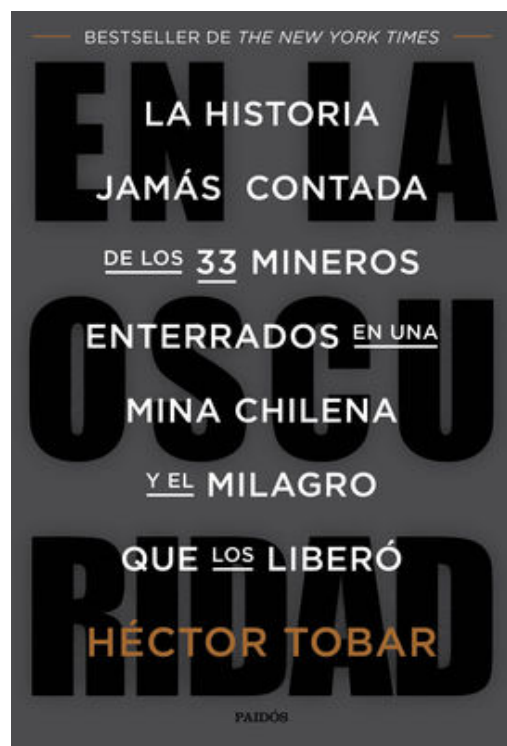 BESTSELLER DE THE NEW YORK TIMES
EN LA
OSCU
RIDAD
LA HISTORIA
JAMÁS CONTADA
DE LOS 33 MINEROS
ENTERRADOS EN UNA
MINA CHILENA
Y EL MILAGRO
QUE LOS LIBERÓ
HÉCTOR TOBAR
PAIDÓS